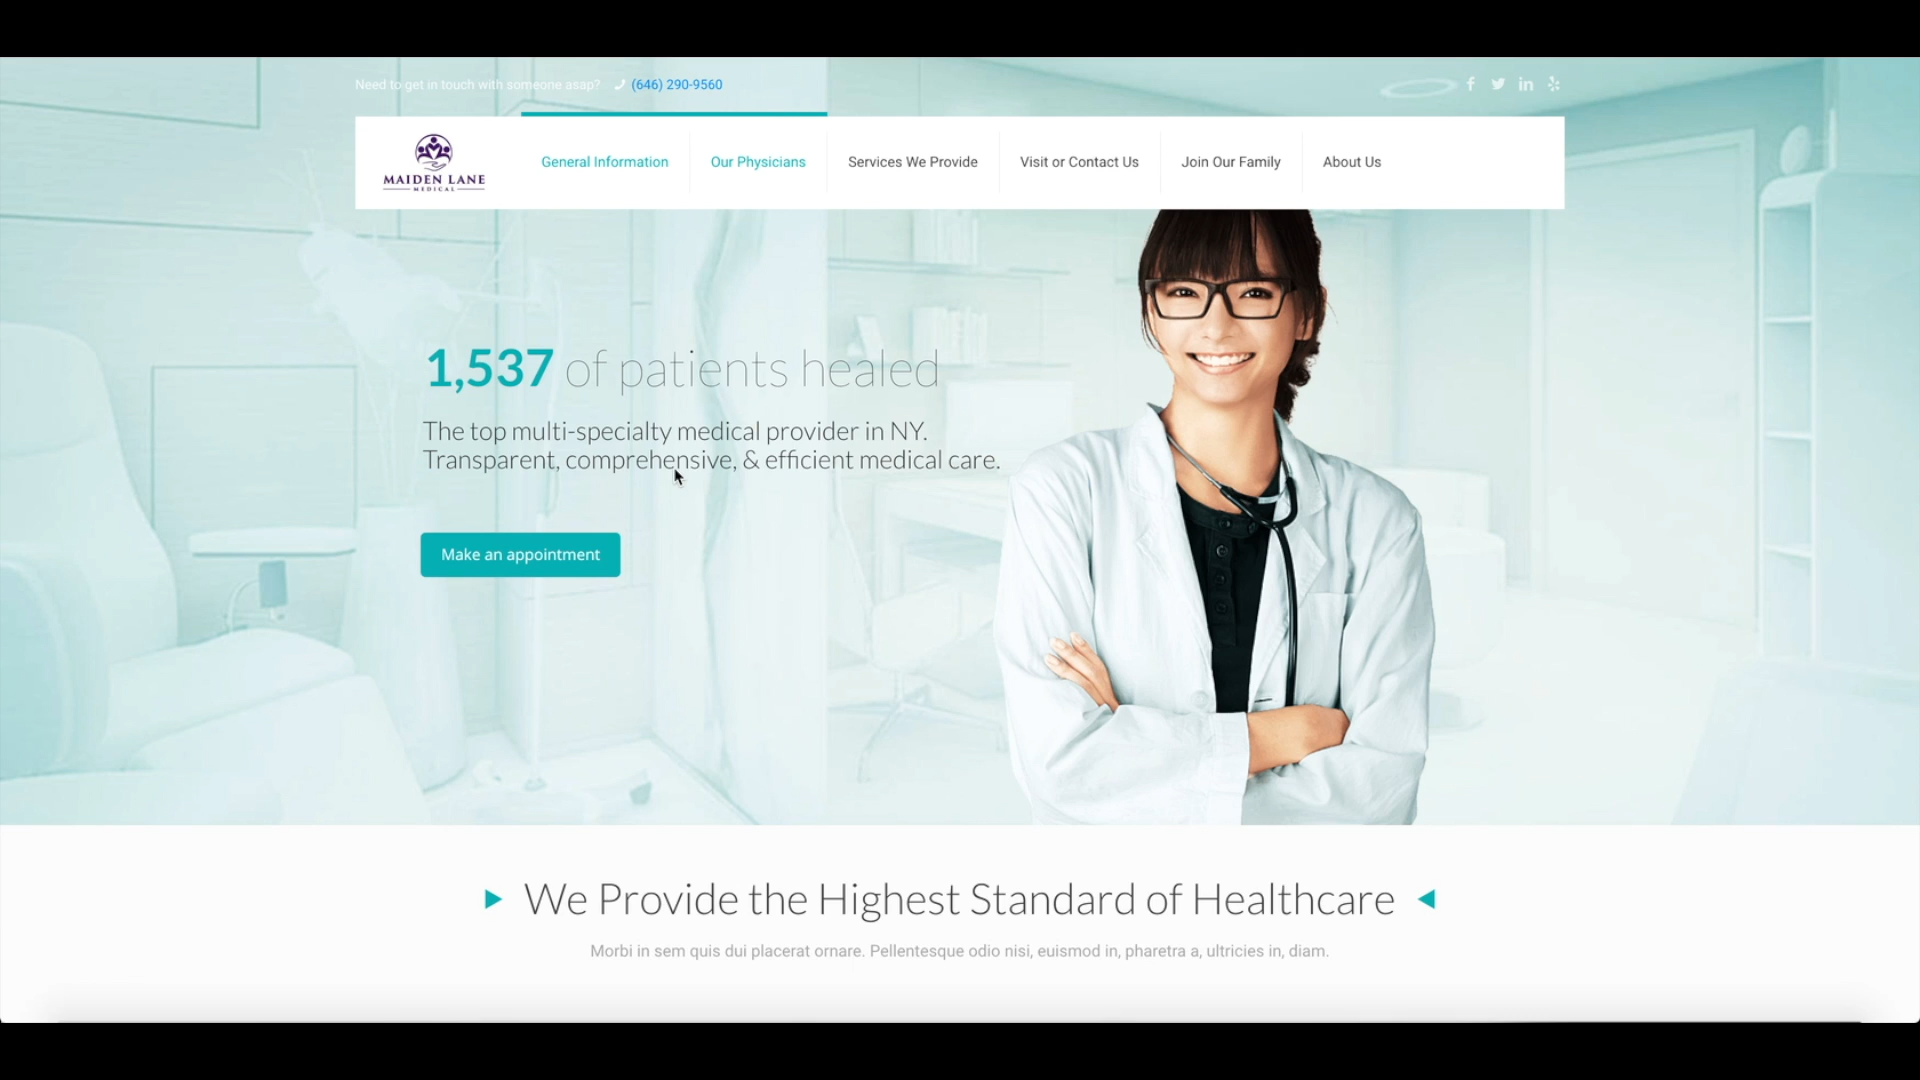 Need to get in touch with someone asap? (646) 290-9560
MAIDEN LANE
MEDICAL
General Information
Our Physicians
Services We Provide
Visit or Contact Us
Join Our Family
About Us
1,537 of patients healed
The top multi-specialty medical provider in NY.
Transparent, comprehensive, & efficient medical care.
Make an appointment
We Provide the Highest Standard of Healthcare
Morbi in sem quis dui placerat ornare. Pellentesque odio nisi, euismod in, pharetra a, ultricies in, diam.